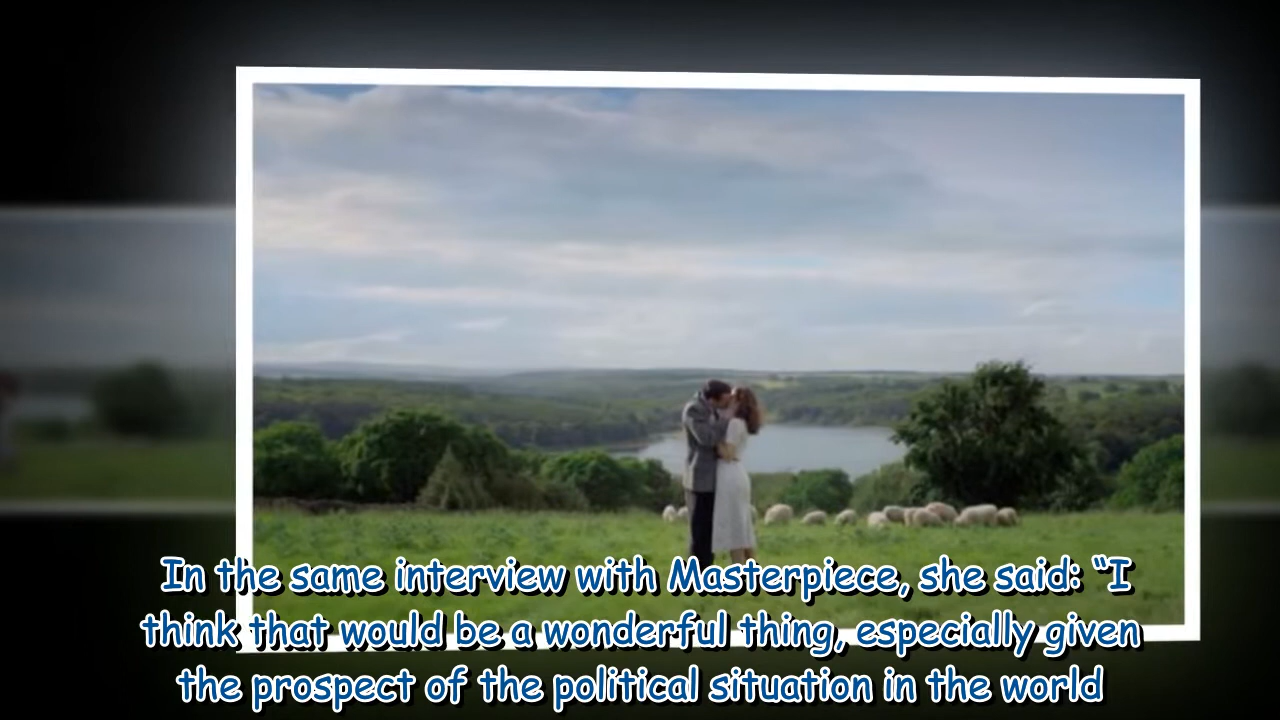 In the same interview with Masterpiece, she said: “I
think that would be a wonderful thing, especially given
the prospect of the political situation in the world